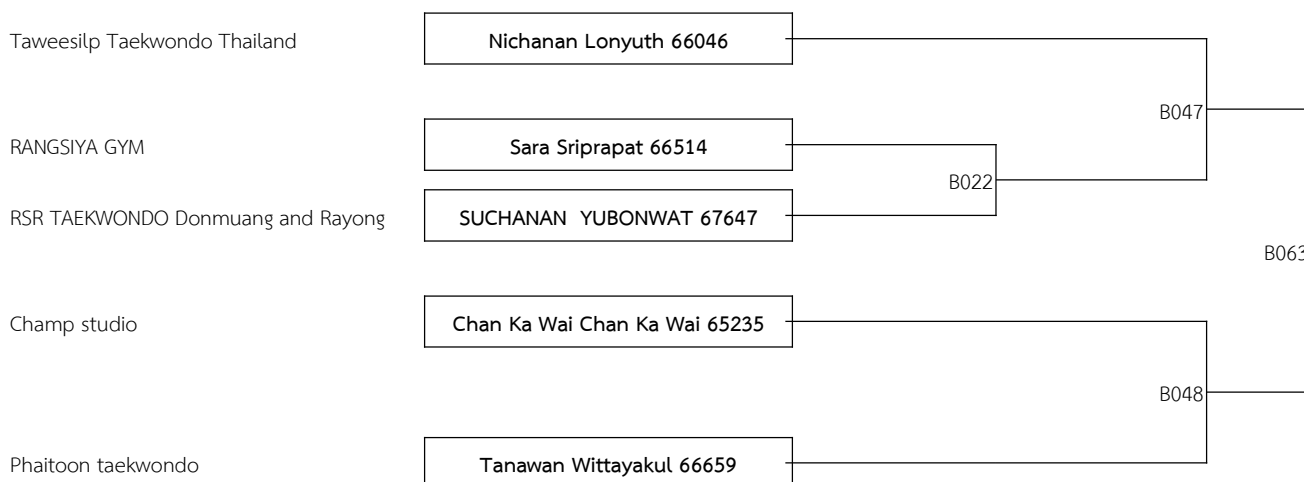 Taweesilp Taekwondo Thailand
Nichanan Lonyuth 66046
B047
RANGSIYA GYM
Sara Sriprapat 66514
B022
RSR TAEKWONDO Donmuang and Rayong
SUCHANAN  YUBONWAT 67647
B063
Champ studio
Chan Ka Wai Chan Ka Wai 65235
B048
Phaitoon taekwondo
Tanawan Wittayakul 66659